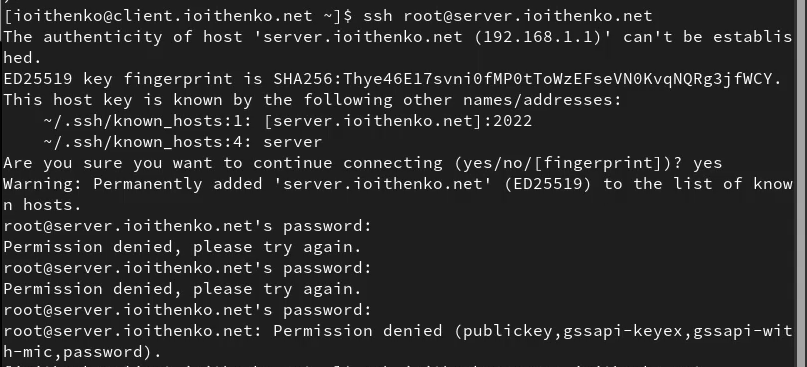 [ioithenko@client.ioithenko.net ~]$ ssh root@server.ioithenko.net
The authenticity of host 'server.ioithenko.net (192.168.1.1)' can't be establis
hed.
ED25519 key fingerprint is SHA256:Thye46E17svni0fMP0tToWzEFseVN0KvqNQRg3jfWCY.
This host key is known by the following other names/addresses:
    ~/.ssh/known_hosts:1: [server.ioithenko.net]:2022
    ~/.ssh/known_hosts:4: server
Are you sure you want to continue connecting (yes/no/[fingerprint])? yes
Warning: Permanently added 'server.ioithenko.net' (ED25519) to the list of know
n hosts.
root@server.ioithenko.net's password:
Permission denied, please try again.
root@server.ioithenko.net's password:
Permission denied, please try again.
root@server.ioithenko.net's password:
root@server.ioithenko.net: Permission denied (publickey,gssapi-keyex,gssapi-wit
h-mic,password).